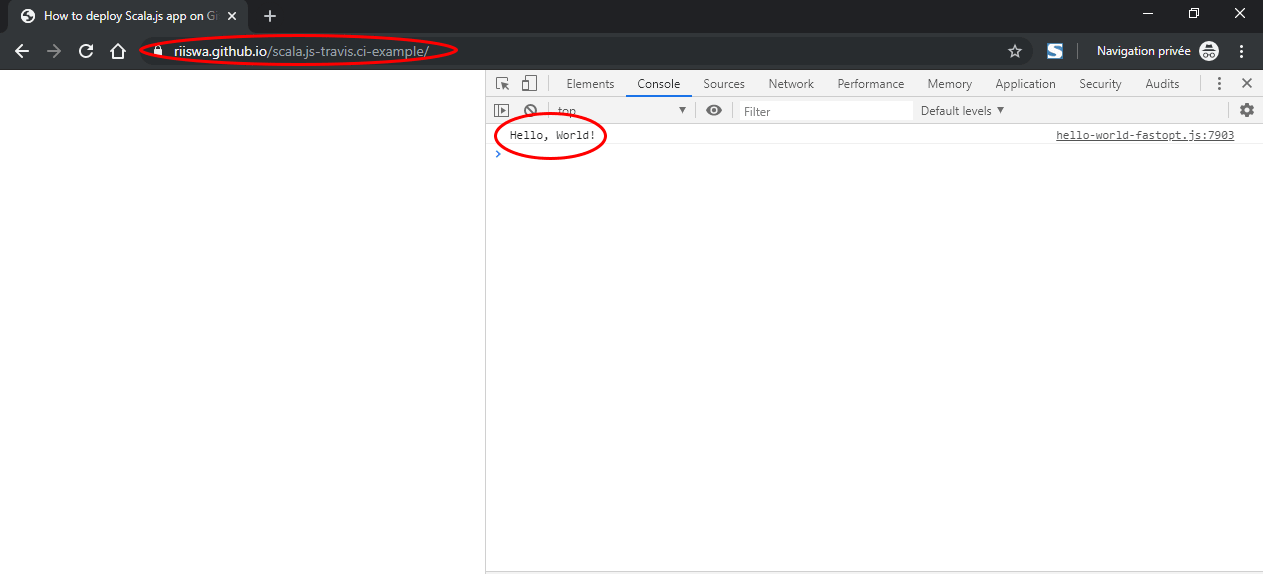 How to deploy Scala.js app on Gi
riiswa.github.io/scala.js-travis.ci-example/
Navigation privée
Elements Console Sources Network Performance Memory Application Security Audits
top Filter Default levels
Hello, World! hello-world-fastopt.js:7903